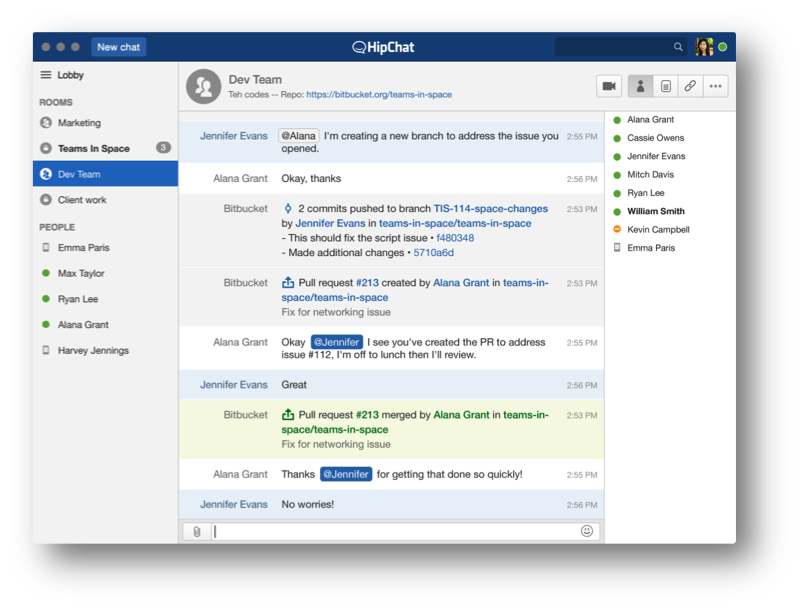 New chat
HipChat
Lobby
ROOMS
Marketing
Teams In Space 3
Dev Team
Client work
PEOPLE
Emma Paris
Max Taylor
Ryan Lee
Alana Grant
Harvey Jennings
Dev Team
Teh codes -- Repo: https://bitbucket.org/teams-in-space
Jennifer Evans @Alana I'm creating a new branch to address the issue you 2:55 PM
opened.
Alana Grant Okay, thanks 2:56 PM
Bitbucket 2 commits pushed to branch TIS-114-space-changes 2:53 PM
by Jennifer Evans in teams-in-space/teams-in-space
- This should fix the script issue • f480348
- Made additional changes • 5710a6d
Bitbucket Pull request #213 created by Alana Grant in teams-in- 2:53 PM
space/teams-in-space
Fix for networking issue
Alana Grant Okay @Jennifer I see you've created the PR to address 2:55 PM
issue #112, I'm off to lunch then I'll review.
Jennifer Evans Great 2:56 PM
Bitbucket Pull request #213 merged by Alana Grant in teams-in- 2:53 PM
space/teams-in-space
Fix for networking issue
Alana Grant Thanks @Jennifer for getting that done so quickly! 2:55 PM
Jennifer Evans No worries! 2:56 PM
Alana Grant
Cassie Owens
Jennifer Evans
Mitch Davis
Ryan Lee
William Smith
Kevin Campbell
Emma Paris